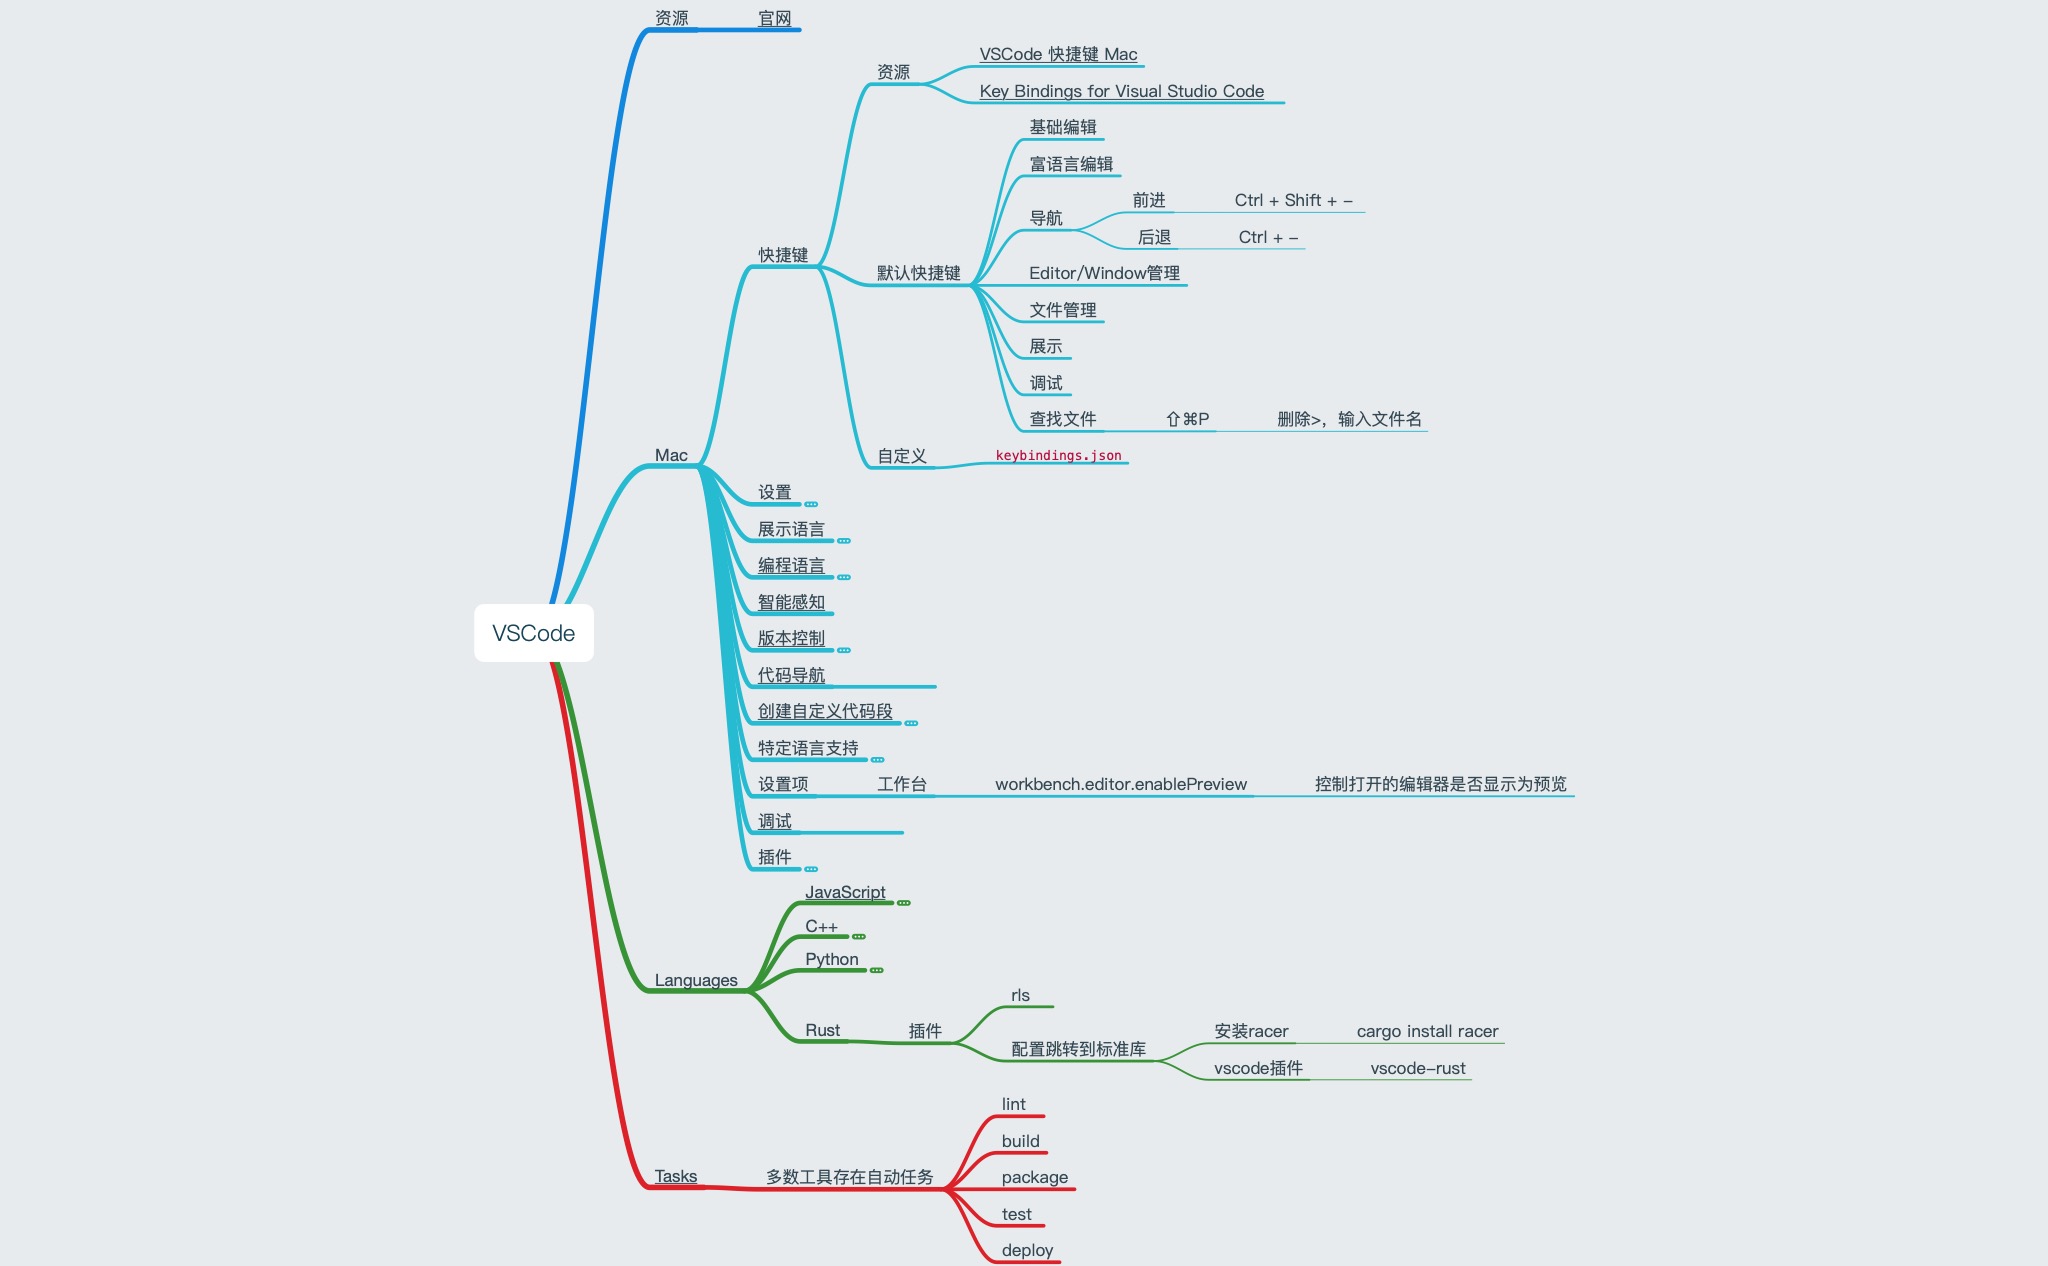 资源
官网
VSCode 快捷键 Mac
资源
Key Bindings for Visual Studio Code
基础编辑
富语言编辑
前进
Ctrl + Shift + -
导航
后退
Ctrl + -
快捷键
默认快捷键
Editor/Window管理
文件管理
展示
调试
查找文件
⇧⌘P
删除>，输入文件名
Mac
自定义
keybindings.json
设置
展示语言
编程语言
智能感知
VSCode
版本控制
代码导航
创建自定义代码段
特定语言支持
设置项
工作台
workbench.editor.enablePreview
控制打开的编辑器是否显示为预览
调试
插件
JavaScript
C++
Python
Languages
rls
Rust
插件
配置跳转到标准库
安装racer
cargo install racer
vscode插件
vscode-rust
lint
build
Tasks
多数工具存在自动任务
package
test
deploy